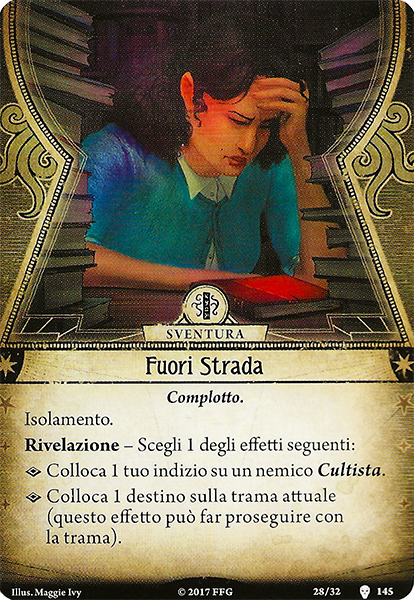 SVENTURA
Fuori Strada
Complotto.
Isolamento.
Rivelazione – Scegli 1 degli effetti seguenti:
Colloca 1 tuo indizio su un nemico Cultista.
Colloca 1 destino sulla trama attuale
(questo effetto può far proseguire con
la trama).
Illus. Maggie Ivy © 2017 FFG 28/32 145